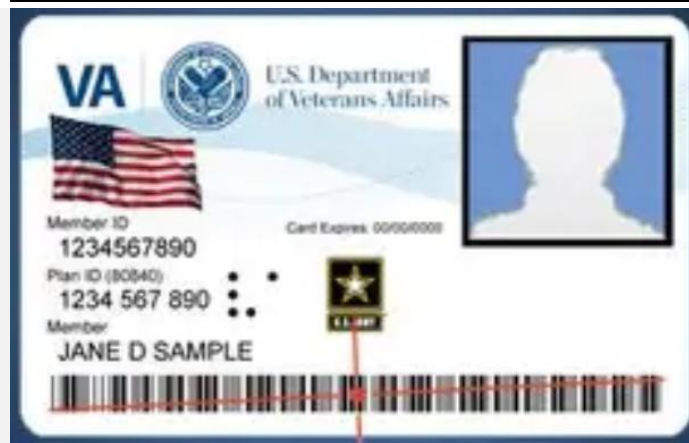 VA
U.S. Department
of Veterans Affairs
Member ID
Card Expires: 00/00/0000
1234567890
Plan ID (80840)
1234 567 890
U.S. ARMY
Member
JANE D SAMPLE